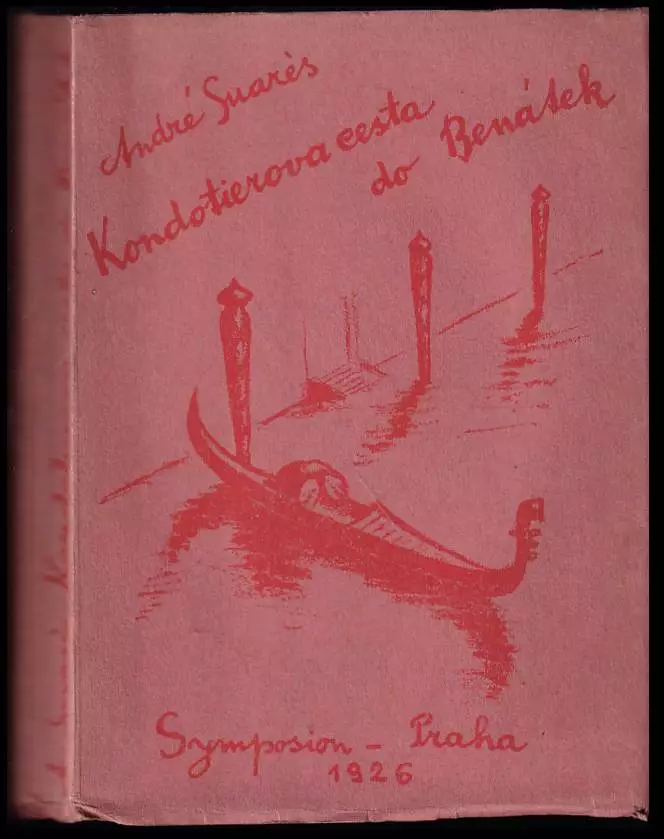 André Suarès
Kondotierova cesta
do Benátek
Symposion - Praha
1926